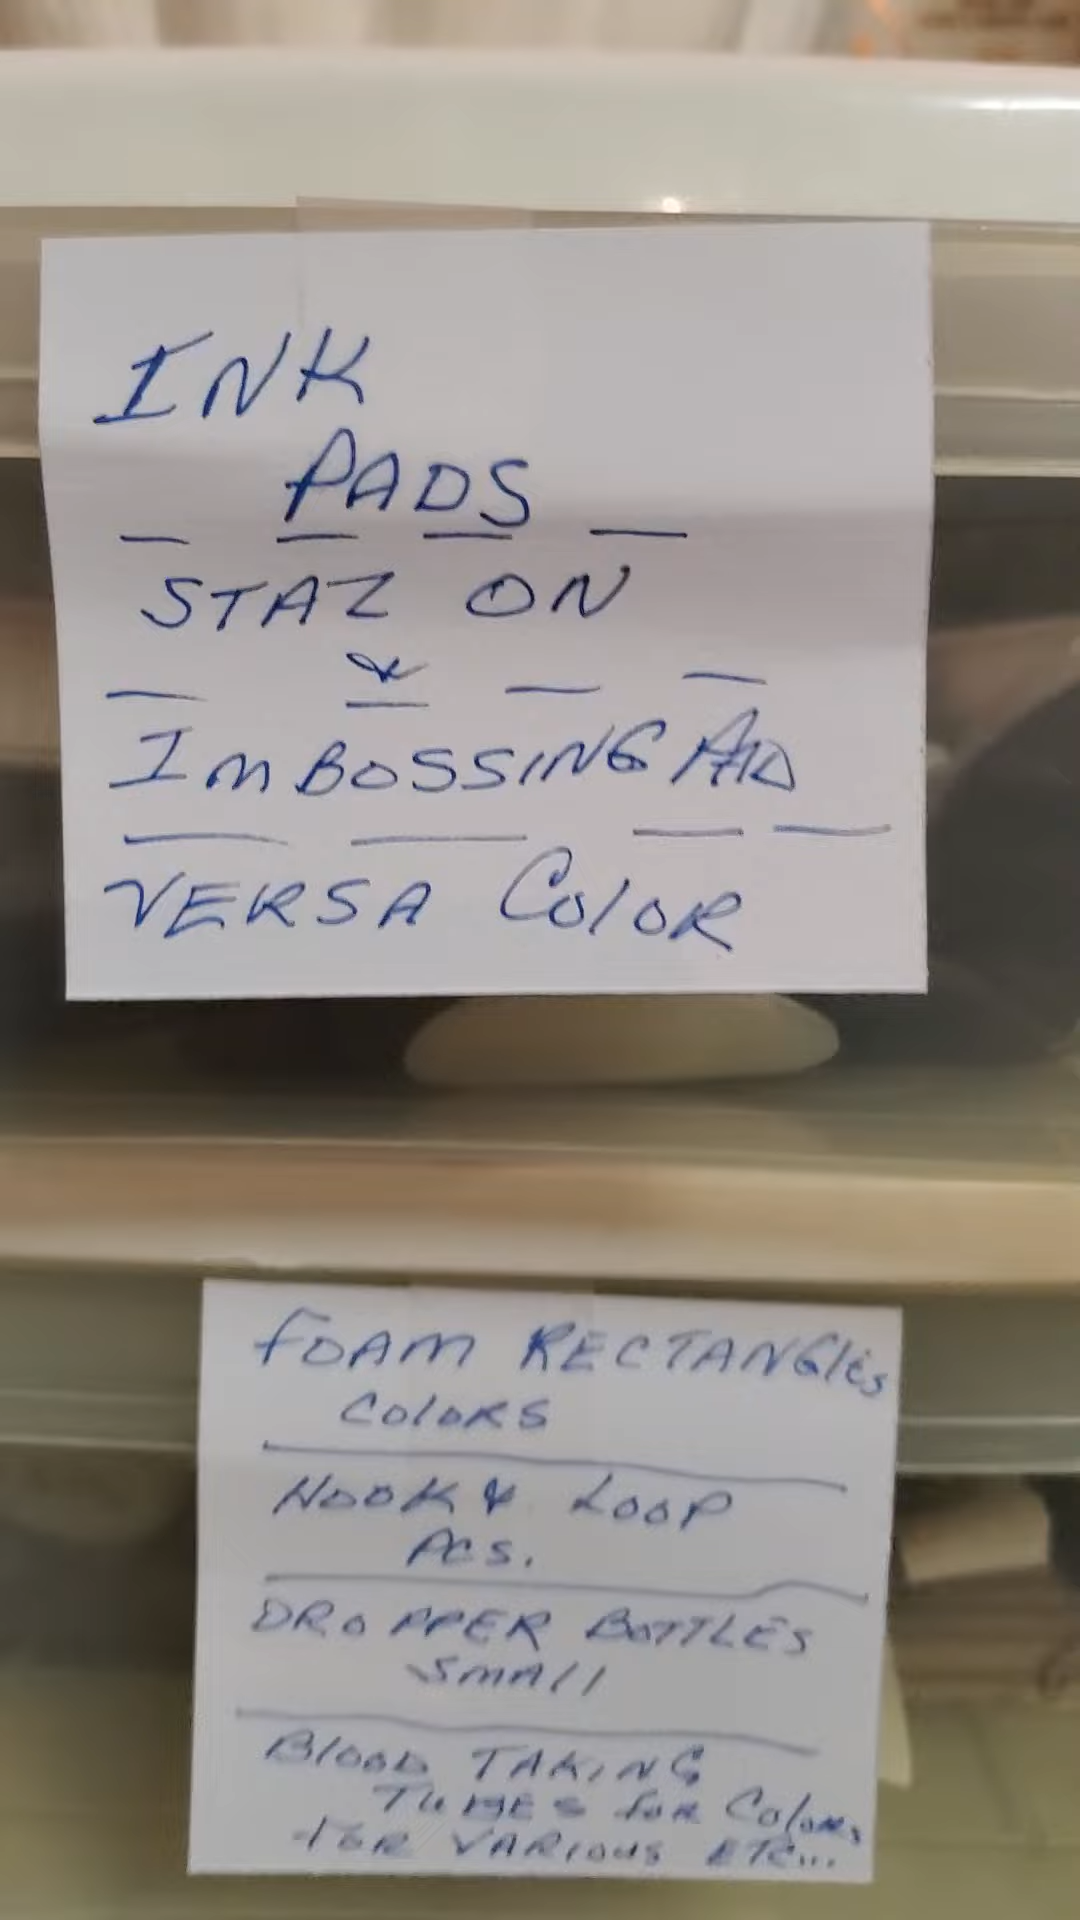 INK
PADS
STAZ ON
&
IMBOSSING PAD
VERSA COLOR
FOAM RECTANGles
COLORS
HOOK & LOOP
PCS.
DROPPER BOTTLES
SMAll
BlOOD TAKING
TUBES for Colors
for VARIOUS ETC...